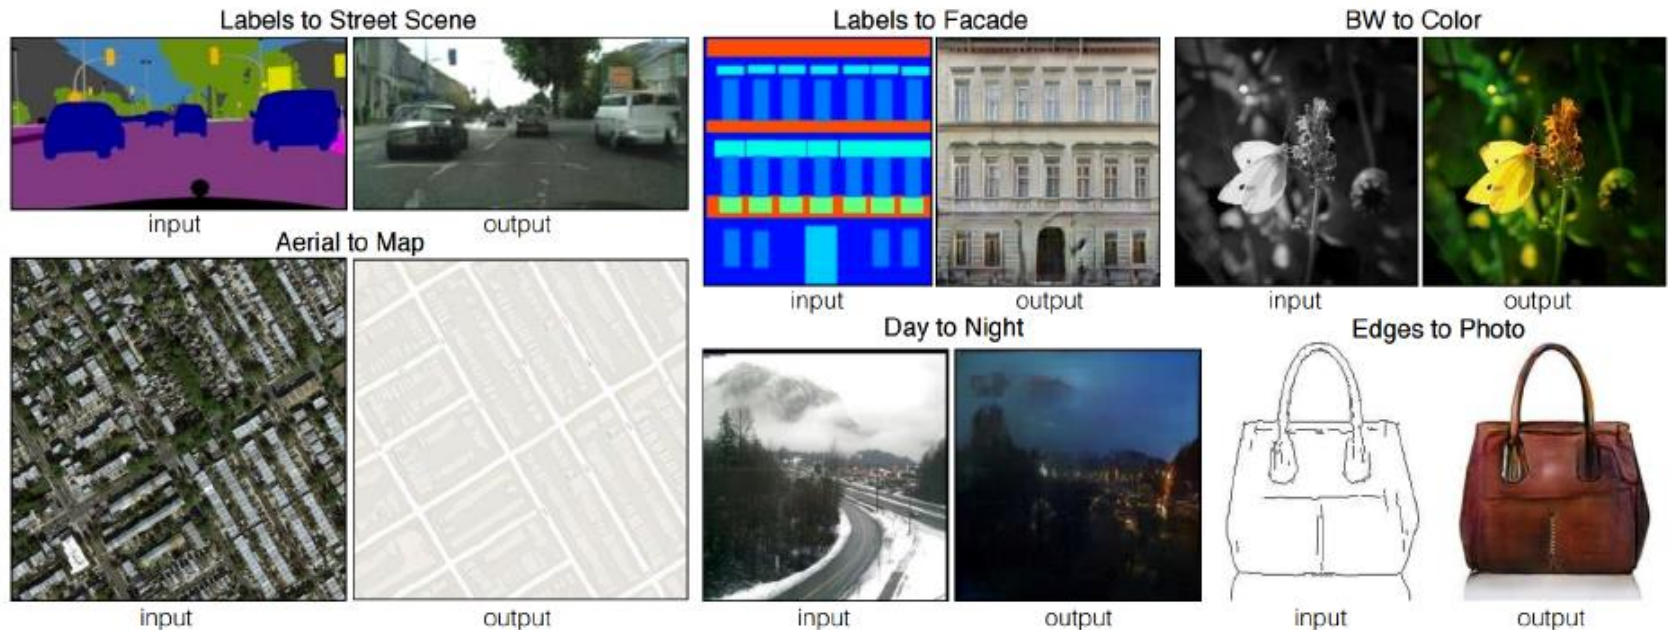 Labels to Street Scene
input
output
Aerial to Map
input
output
Labels to Facade
input
output
BW to Color
input
output
Day to Night
input
output
Edges to Photo
input
output